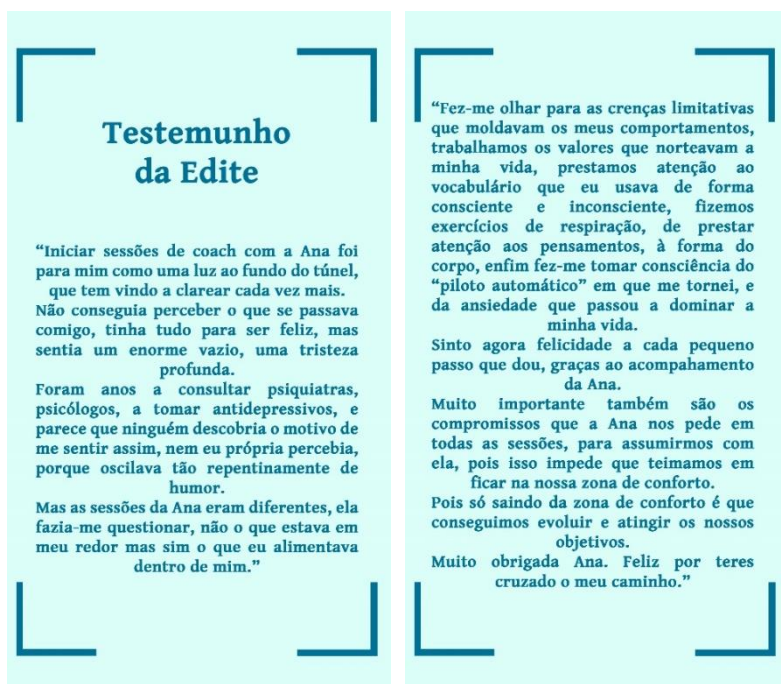 Testemunho
da Edite
“Iniciar sessões de coach com a Ana foi
para mim como uma luz ao fundo do túnel,
que tem vindo a clarear cada vez mais.
Não conseguia perceber o que se passava
comigo, tinha tudo para ser feliz, mas
sentia um enorme vazio, uma tristeza
profunda.
Foram anos a consultar psiquiatras,
psicólogos, a tomar antidepressivos, e
parece que ninguém descobria o motivo de
me sentir assim, nem eu própria percebia,
porque oscilava tão repentinamente de
humor.
Mas as sessões da Ana eram diferentes, ela
fazia-me questionar, não o que estava em
meu redor mas sim o que eu alimentava
dentro de mim.”
“Fez-me olhar para as crenças limitativas
que moldavam os meus comportamentos,
trabalhamos os valores que norteavam a
minha vida, prestamos atenção ao
vocabulário que eu usava de forma
consciente e inconsciente, fizemos
exercícios de respiração, de prestar
atenção aos pensamentos, à forma do
corpo, enfim fez-me tomar consciência do
“piloto automático” em que me tornei, e
da ansiedade que passou a dominar a
minha vida.
Sinto agora felicidade a cada pequeno
passo que dou, graças ao acompahamento
da Ana.
Muito importante também são os
compromissos que a Ana nos pede em
todas as sessões, para assumirmos com
ela, pois isso impede que teimamos em
ficar na nossa zona de conforto.
Pois só saindo da zona de conforto é que
conseguimos evoluir e atingir os nossos
objetivos.
Muito obrigada Ana. Feliz por teres
cruzado o meu caminho.”